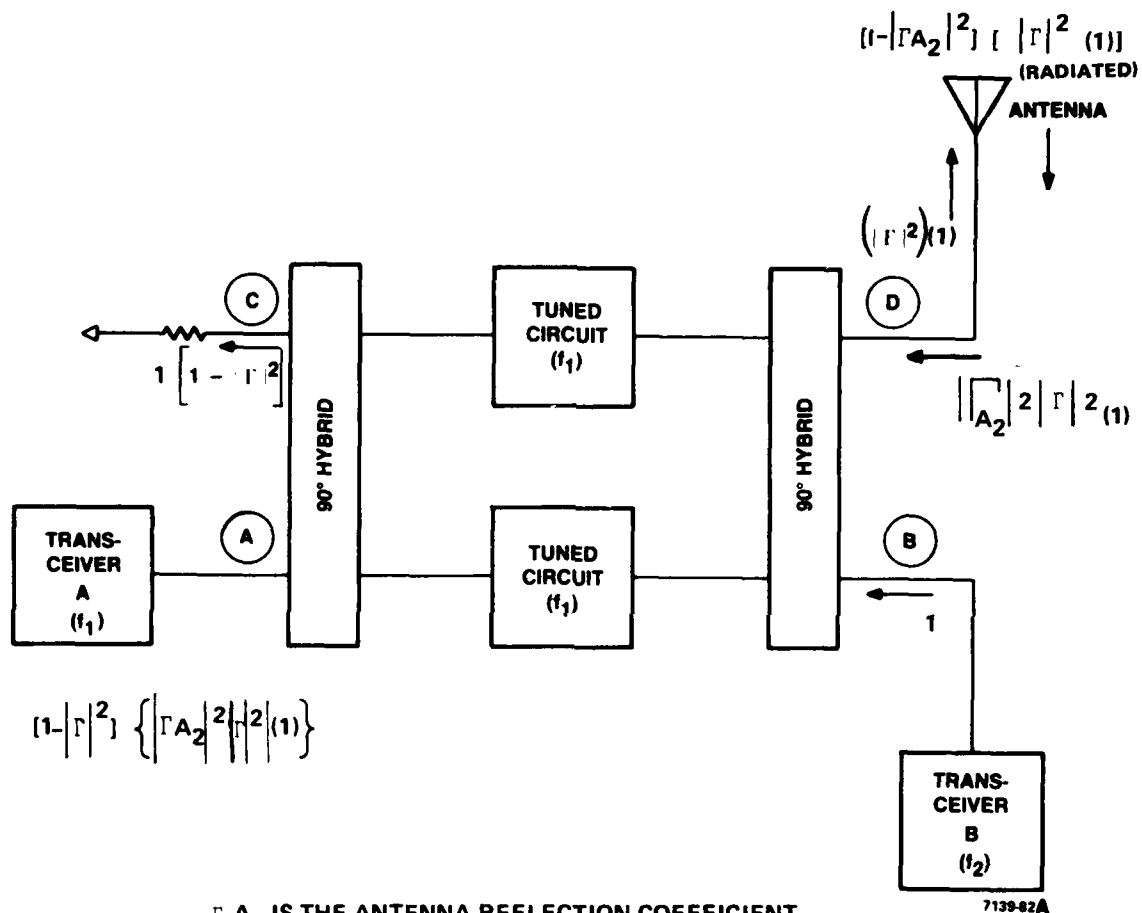 [1-|ΓA₂|²] [ |Γ|² (1)]
(RADIATED)
ANTENNA
(|Γ|²)(1)
C
D
1 [1 - |Γ|²]
90° HYBRID
TUNED
CIRCUIT
(f₁)
90° HYBRID
|Γ A₂| 2 | Γ | 2 (1)
A
B
TRANS-
CEIVER
A
(f₁)
TUNED
CIRCUIT
(f₁)
1
[1-|Γ|²] {|ΓA₂|²|Γ|²|(1)}
TRANS-
CEIVER
B
(f₂)
7139-82A
Γ A IS THE ANTENNA REFLECTION COEFFICIENT